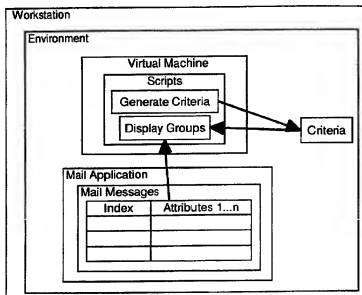 Workstation
Environment
Virtual Machine
Scripts
Generate Criteria
Display Groups
Criteria
Mail Application
Mail Messages
Index Attributes 1...n